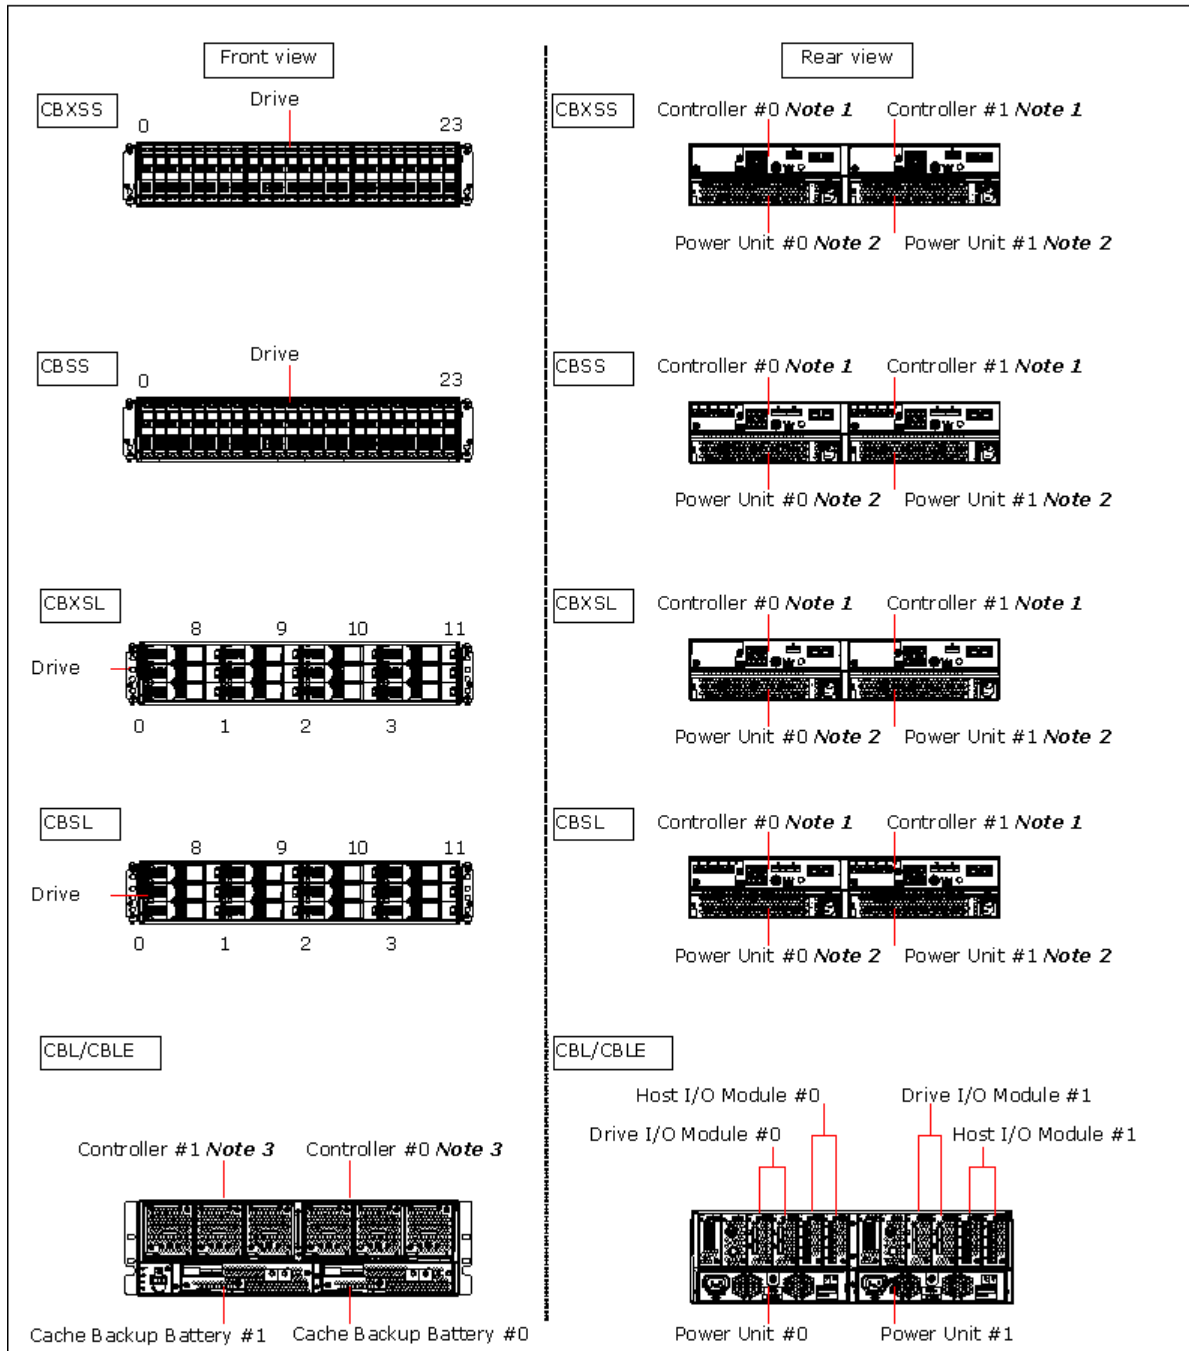 Front view
Rear view
CBXSS
Drive
0 23
CBXSS
Controller #0 Note 1 Controller #1 Note 1
Power Unit #0 Note 2 Power Unit #1 Note 2
CBSS
Drive
0 23
CBSS
Controller #0 Note 1 Controller #1 Note 1
Power Unit #0 Note 2 Power Unit #1 Note 2
CBXSL
8 9 10 11
Drive
0 1 2 3
CBXSL
Controller #0 Note 1 Controller #1 Note 1
Power Unit #0 Note 2 Power Unit #1 Note 2
CBSL
8 9 10 11
Drive
0 1 2 3
CBSL
Controller #0 Note 1 Controller #1 Note 1
Power Unit #0 Note 2 Power Unit #1 Note 2
CBL/CBLE
Controller #1 Note 3 Controller #0 Note 3
Cache Backup Battery #1 Cache Backup Battery #0
CBL/CBLE
Host I/O Module #0 Drive I/O Module #1
Drive I/O Module #0 Host I/O Module #1
Power Unit #0 Power Unit #1